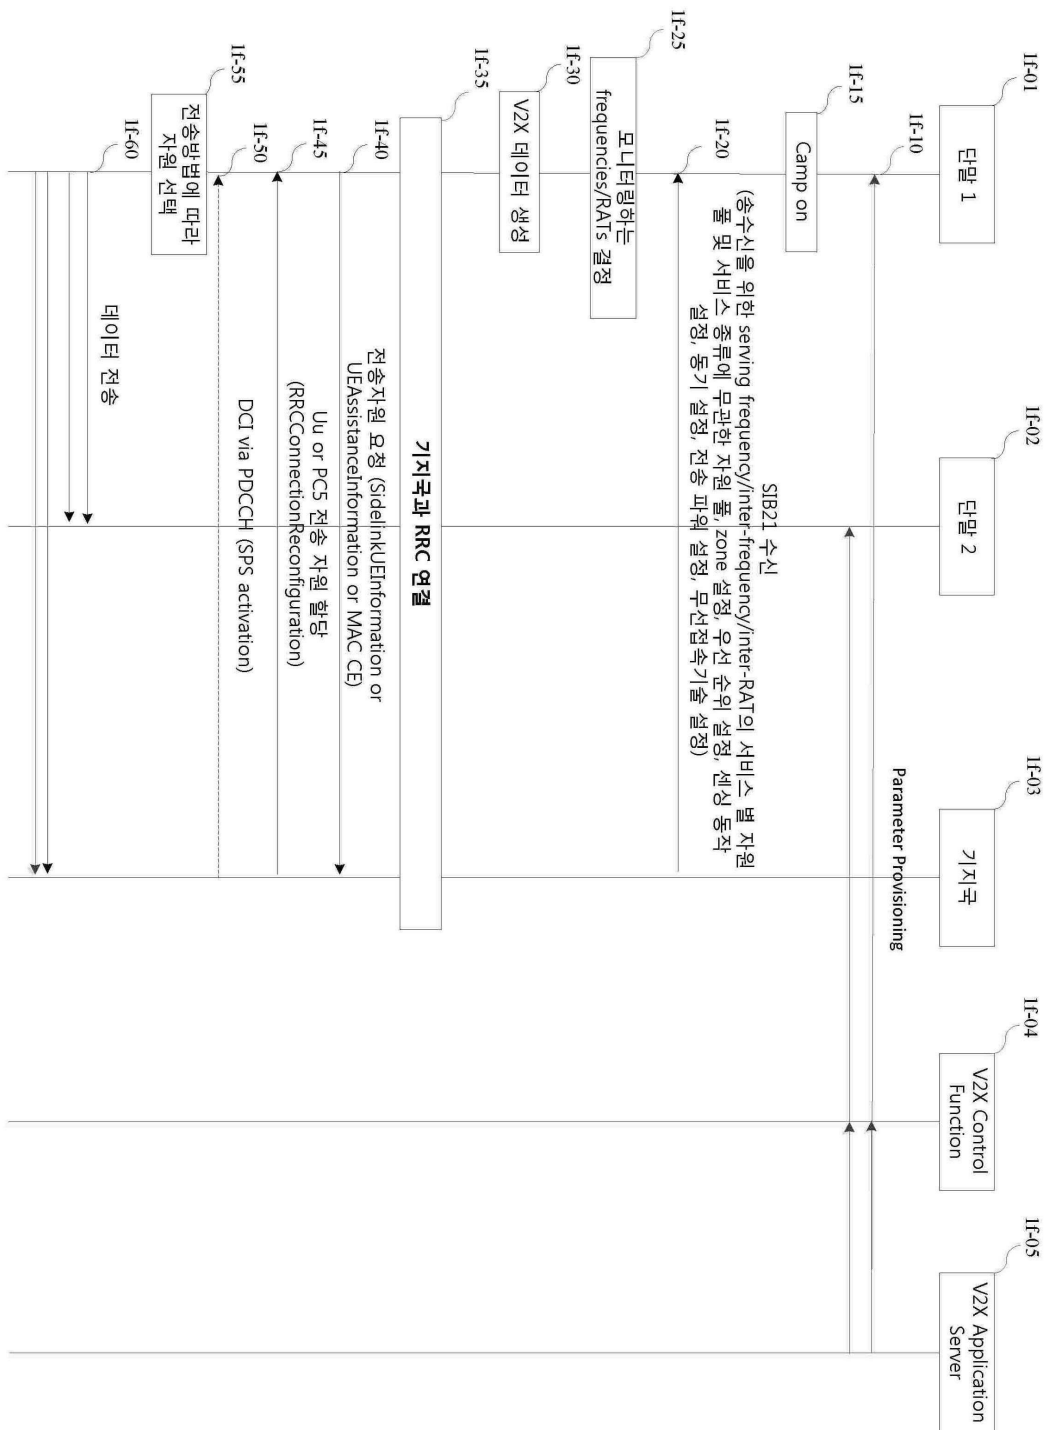 1f-01
단말 1
1f-02
단말 2
1f-03
기지국
1f-04
V2X Control
Function
1f-05
V2X Application
Server
1f-10
Parameter Provisioning
1f-15
Camp on
1f-20
SIB21 수신
(송수신을 위한 serving frequency/inter-frequency/inter-RAT의 서비스 별 자원
풀 및 서비스 종류에 무관한 자원 풀, zone 설정, 우선 순위 설정, 센싱 동작
설정, 동기 설정, 전송 파워 설정, 무선접속기술 설정)
1f-25
모니터링하는
frequencies/RATs 결정
1f-30
V2X 데이터 생성
1f-35
기지국과 RRC 연결
1f-40
전송자원 요청 (SidelinkUEInformation or
UEAssistanceInformation or MAC CE)
1f-45
Uu or PC5 전송 자원 할당
(RRCConnectionReconfiguration)
1f-50
DCI via PDCCH (SPS activation)
1f-55
전송방법에 따라
자원 선택
1f-60
데이터 전송